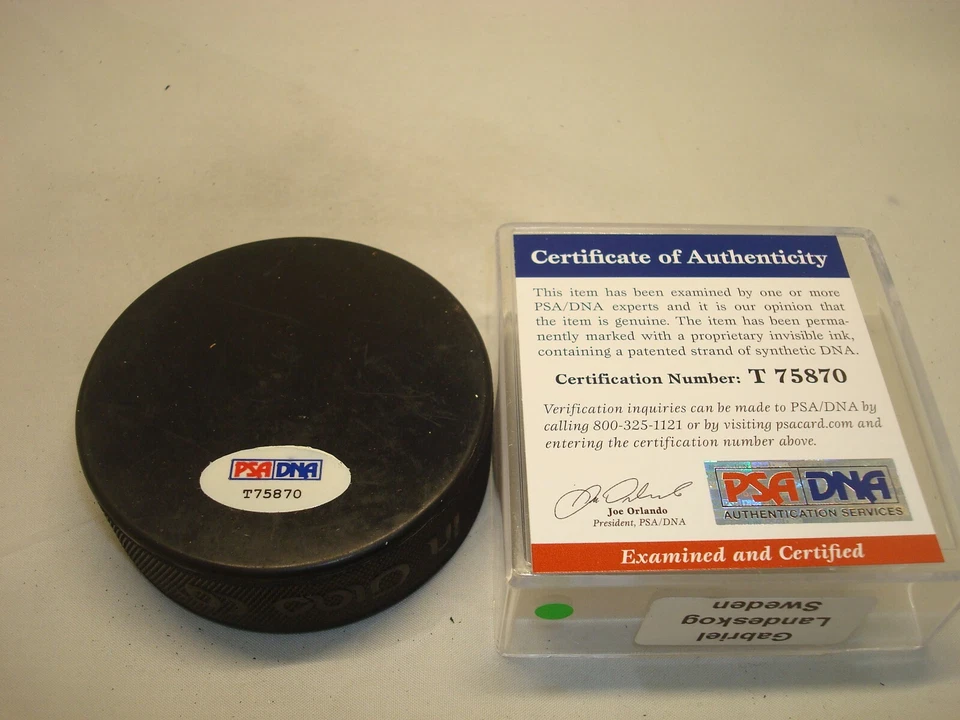 PSA DNA
T75870
Certificate of Authenticity
This item has been examined by one or more
PSA/DNA experts and it is our opinion that
the item is genuine. The item has been perma-
nently marked with a proprietary invisible ink,
containing a patented strand of synthetic DNA.
Certification Number: T 75870
Verification inquiries can be made to PSA/DNA by
calling 800-325-1121 or by visiting psacard.com and
entering the certification number above.
Joe Orlando
President, PSA/DNA
PSA DNA
AUTHENTICATION SERVICES
Examined and Certified
Gabriel
Landeskog
Sweden